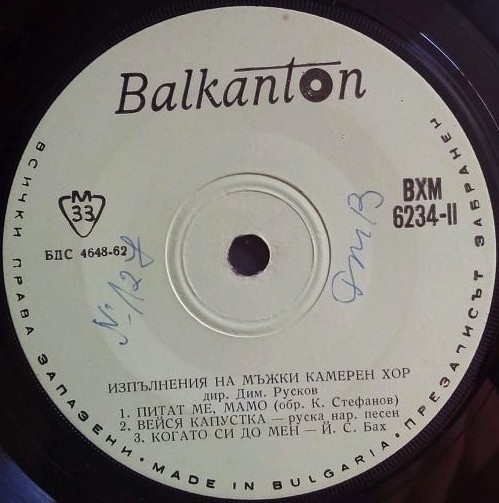 Balkanton
ВСИЧКИ ПРАВА ЗАПАЗЕНИ • MADE IN BULGARIA • ПРЕЗАПИСЪТ ЗАБРАНЕН
М
33
БДС 4648-62
ВХМ
6234-II
№127
ИЗПЪЛНЕНИЯ НА МЪЖКИ КАМЕРЕН ХОР
дир. Дим. Русков
1. ПИТАТ МЕ, МАМО (обр. К. Стефанов)
2. ВЕЙСЯ КАПУСТКА — руска нар. песен
3. КОГАТО СИ ДО МЕН — Й. С. Бах